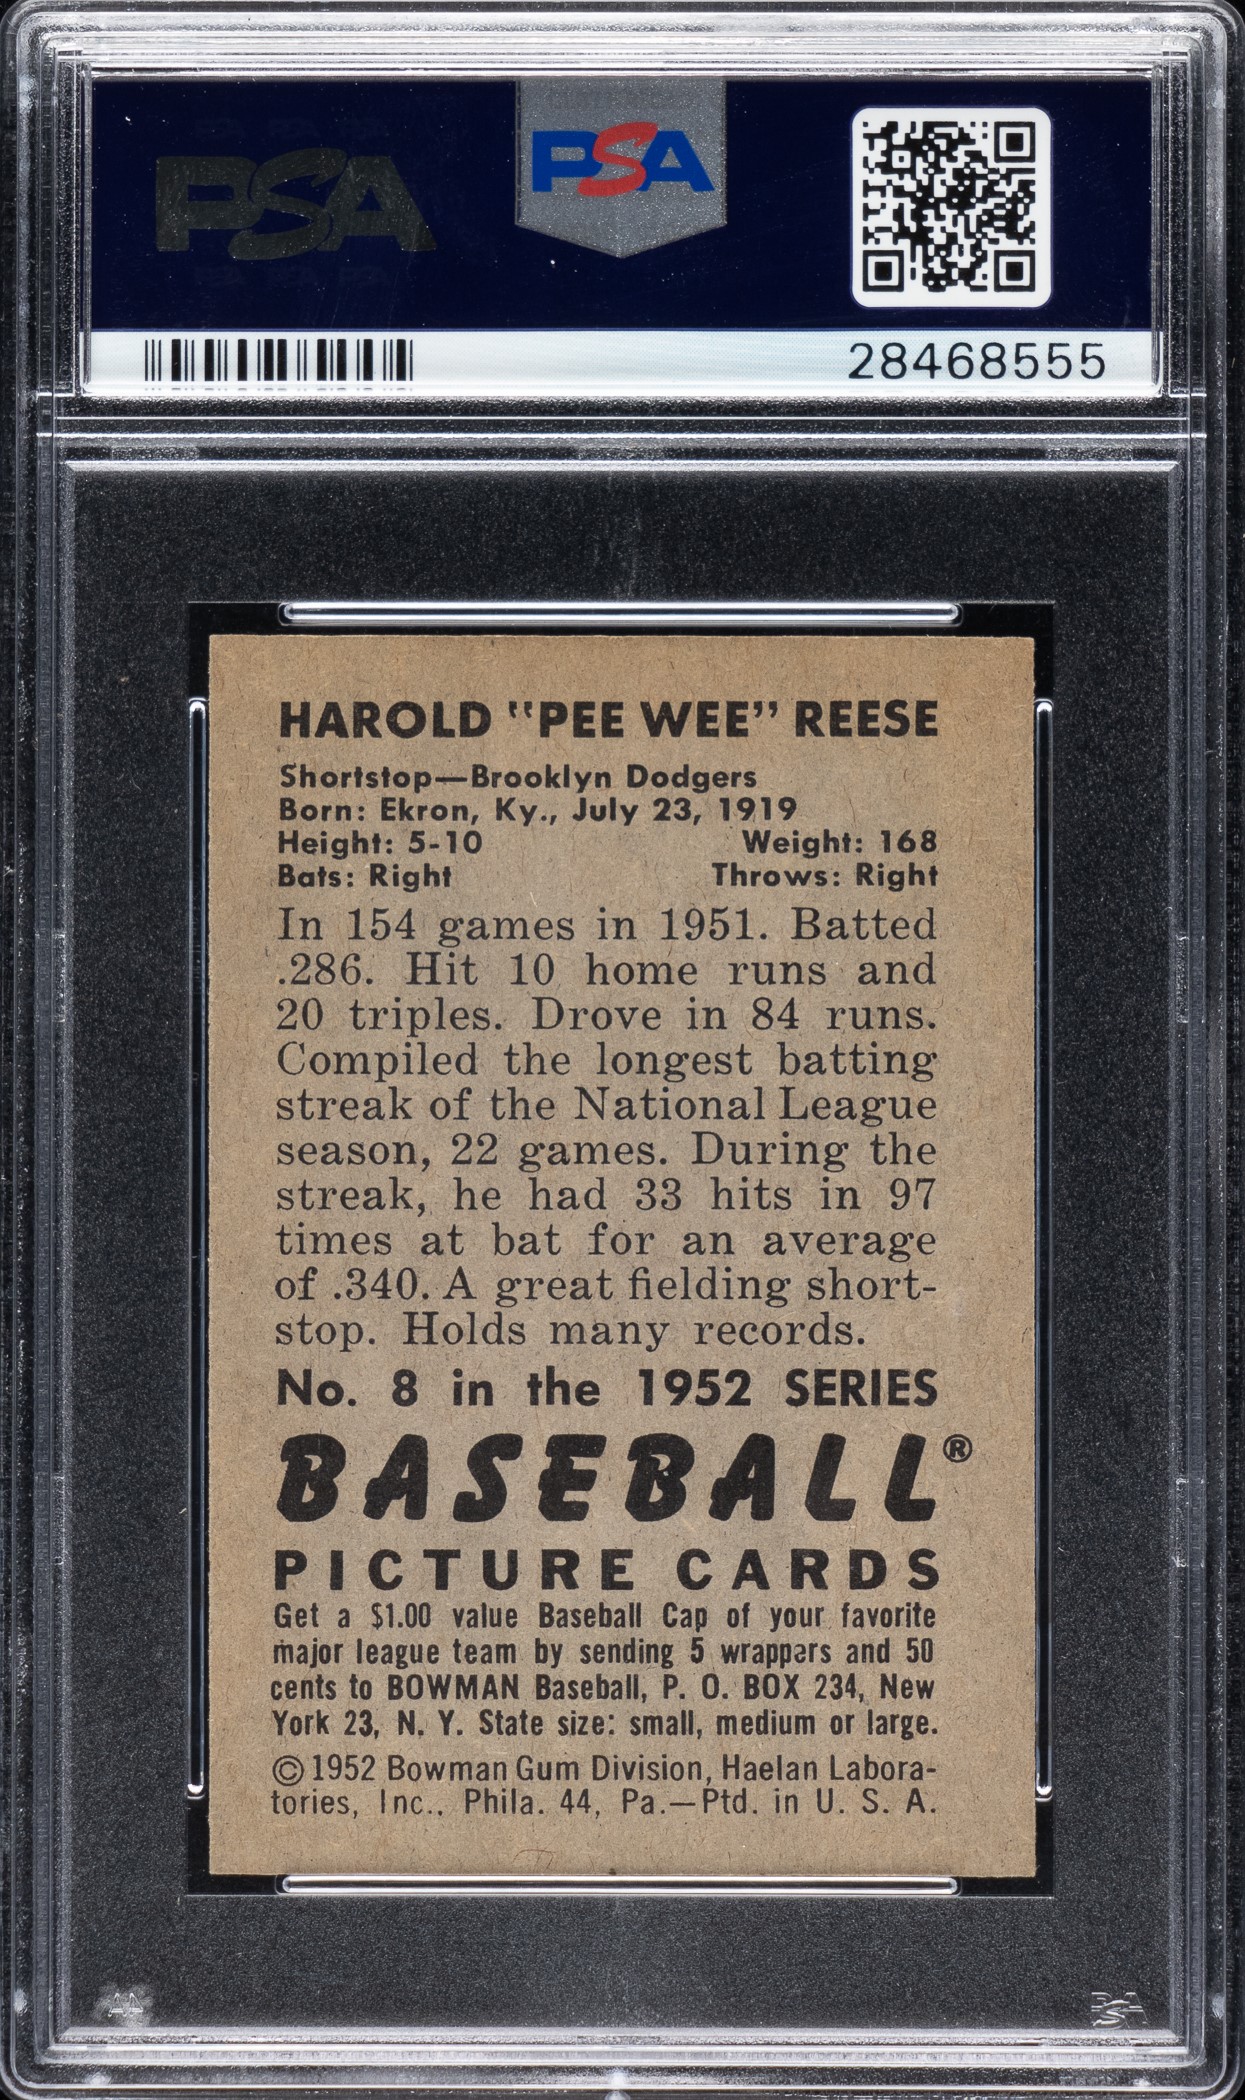 PSA
PSA
28468555
HAROLD "PEE WEE" REESE
Shortstop—Brooklyn Dodgers
Born: Ekron, Ky., July 23, 1919
Height: 5-10 Weight: 168
Bats: Right Throws: Right
In 154 games in 1951. Batted
.286. Hit 10 home runs and
20 triples. Drove in 84 runs.
Compiled the longest batting
streak of the National League
season, 22 games. During the
streak, he had 33 hits in 97
times at bat for an average
of .340. A great fielding short-
stop. Holds many records.
No. 8 in the 1952 SERIES
BASEBALL®
PICTURE CARDS
Get a $1.00 value Baseball Cap of your favorite
major league team by sending 5 wrappers and 50
cents to BOWMAN Baseball, P. O. BOX 234, New
York 23, N. Y. State size: small, medium or large.
©1952 Bowman Gum Division, Haelan Labora-
tories, Inc., Phila. 44, Pa.—Ptd. in U. S. A.
PSA